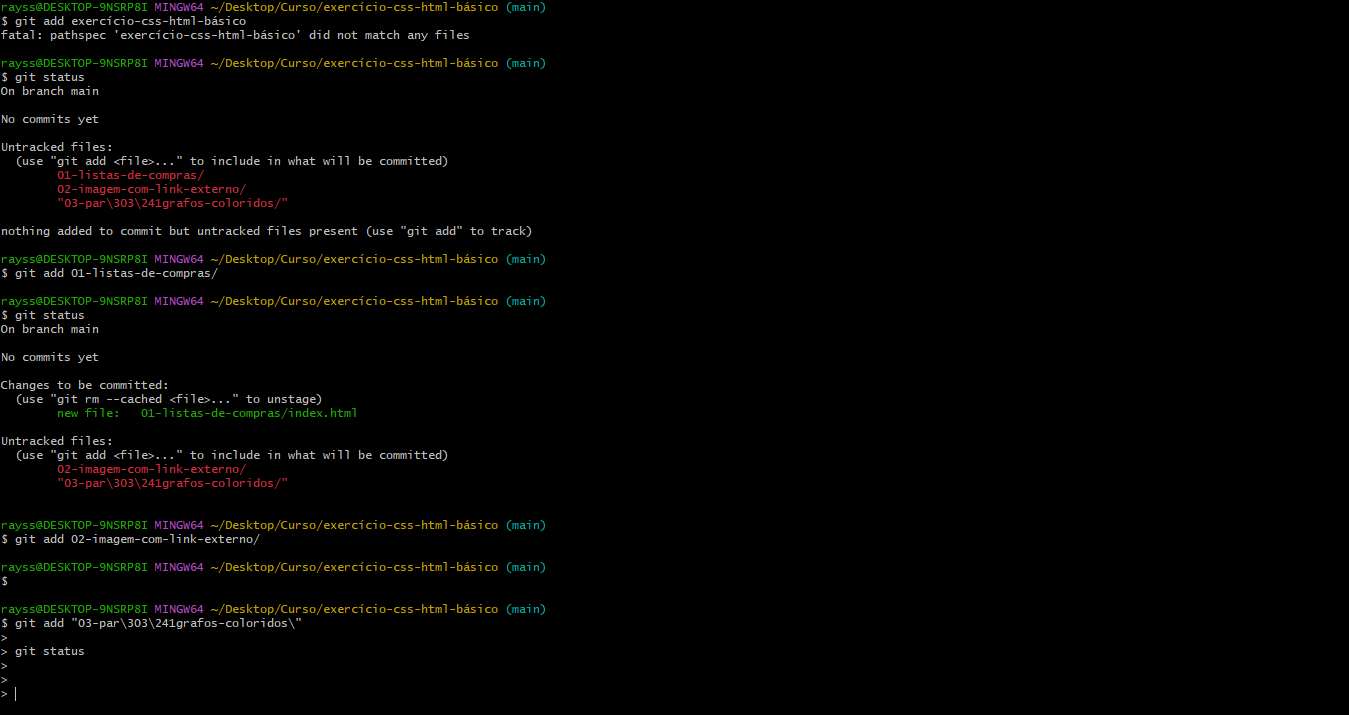 rayss@DESKTOP-9NSRP8I MINGW64 ~/Desktop/Curso/exercício-css-html-básico (main)
$ git add exercício-css-html-básico
fatal: pathspec 'exercício-css-html-básico' did not match any files
rayss@DESKTOP-9NSRP8I MINGW64 ~/Desktop/Curso/exercício-css-html-básico (main)
$ git status
On branch main
No commits yet
Untracked files:
(use "git add <file>..." to include in what will be committed)
01-listas-de-compras/
02-imagem-com-link-externo/
"03-par\303\241grafos-coloridos/"
nothing added to commit but untracked files present (use "git add" to track)
rayss@DESKTOP-9NSRP8I MINGW64 ~/Desktop/Curso/exercício-css-html-básico (main)
$ git add 01-listas-de-compras/
rayss@DESKTOP-9NSRP8I MINGW64 ~/Desktop/Curso/exercício-css-html-básico (main)
$ git status
On branch main
No commits yet
Changes to be committed:
(use "git rm --cached <file>..." to unstage)
new file:   01-listas-de-compras/index.html
Untracked files:
(use "git add <file>..." to include in what will be committed)
02-imagem-com-link-externo/
"03-par\303\241grafos-coloridos/"
rayss@DESKTOP-9NSRP8I MINGW64 ~/Desktop/Curso/exercício-css-html-básico (main)
$ git add 02-imagem-com-link-externo/
rayss@DESKTOP-9NSRP8I MINGW64 ~/Desktop/Curso/exercício-css-html-básico (main)
$
rayss@DESKTOP-9NSRP8I MINGW64 ~/Desktop/Curso/exercício-css-html-básico (main)
$ git add "03-par\303\241grafos-coloridos\"
>
> git status
>
>
>